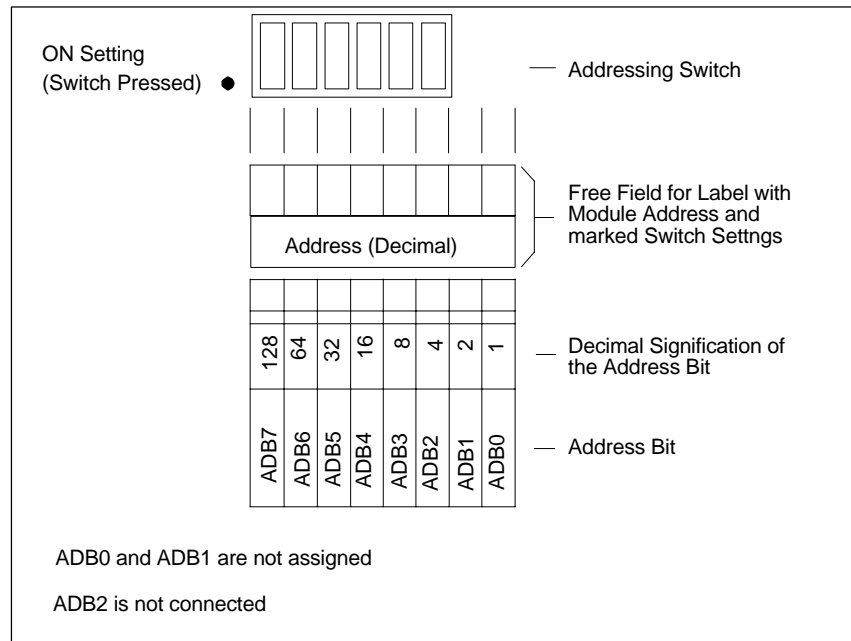 ON Setting
(Switch Pressed)
Addressing Switch
Free Field for Label with
Module Address and
marked Switch Settngs
Address (Decimal)
128 64 32 16 8 4 2 1
Decimal Signification of
the Address Bit
ADB7 ADB6 ADB5 ADB4 ADB3 ADB2 ADB1 ADB0
Address Bit
ADB0 and ADB1 are not assigned
ADB2 is not connected